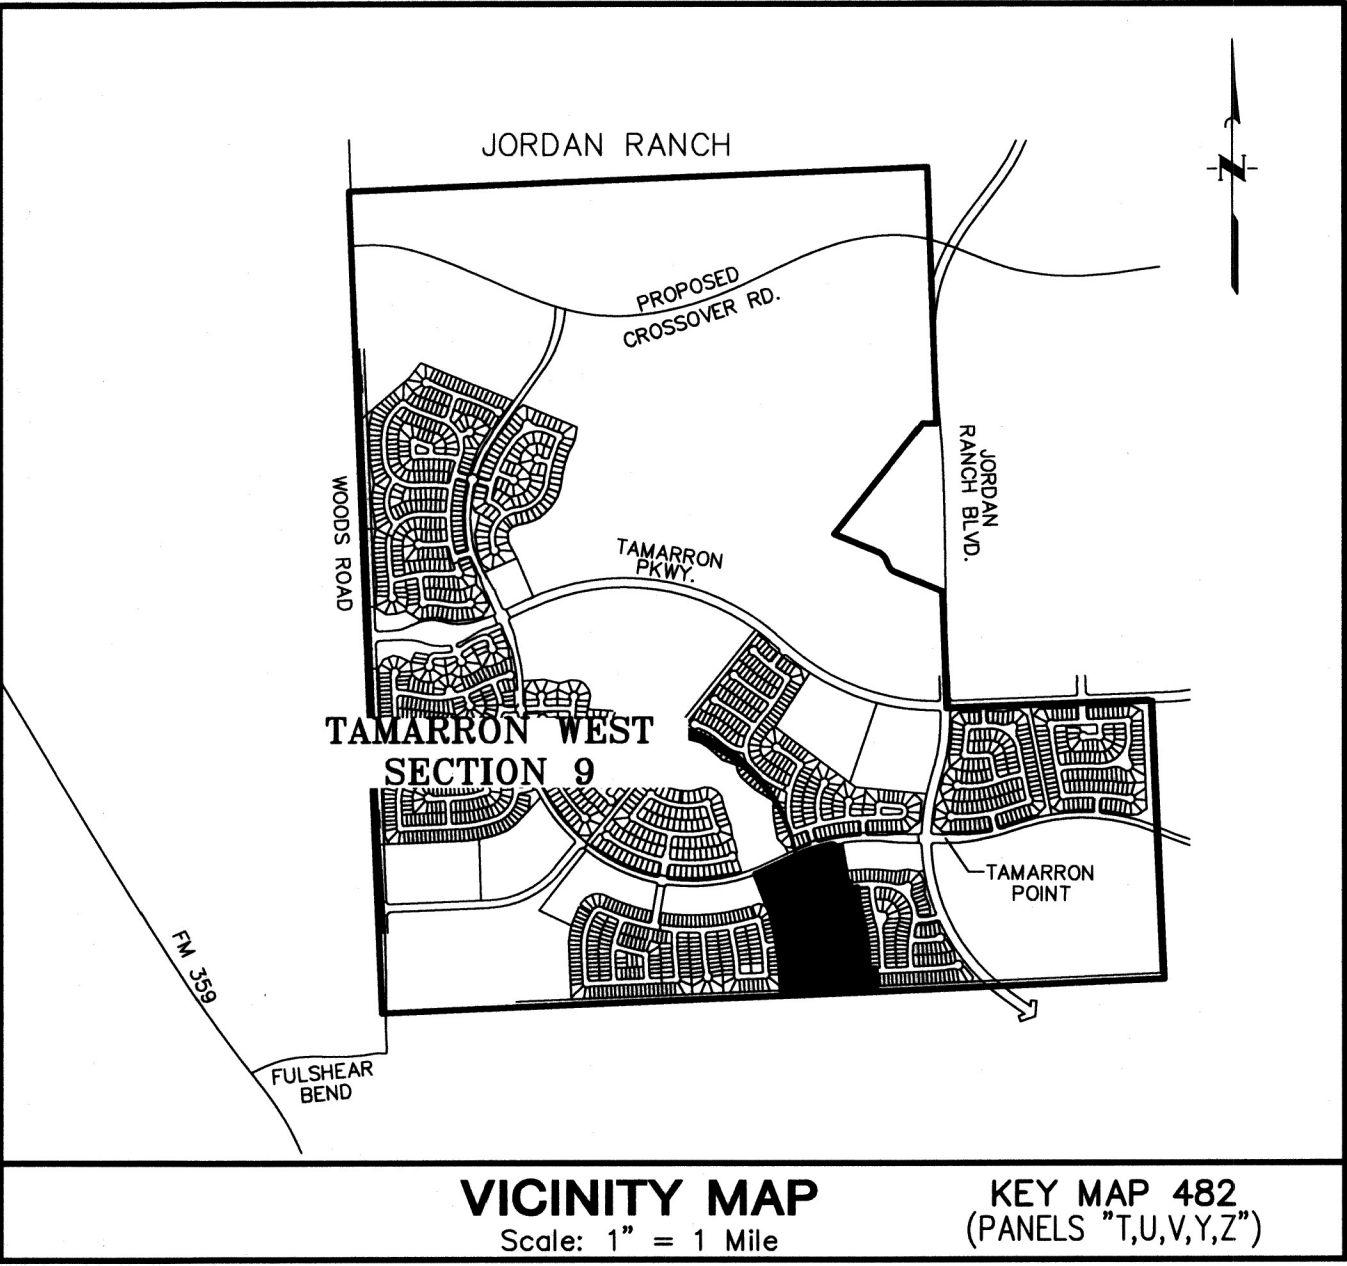 JORDAN RANCH
N
PROPOSED
CROSSOVER RD.
JORDAN
RANCH BLVD.
WOODS ROAD
TAMARRON
PKWY.
TAMARRON WEST
SECTION 9
TAMARRON
POINT
FM 359
FULSHEAR
BEND
VICINITY MAP
Scale: 1" = 1 Mile
KEY MAP 482
(PANELS "T,U,V,Y,Z")